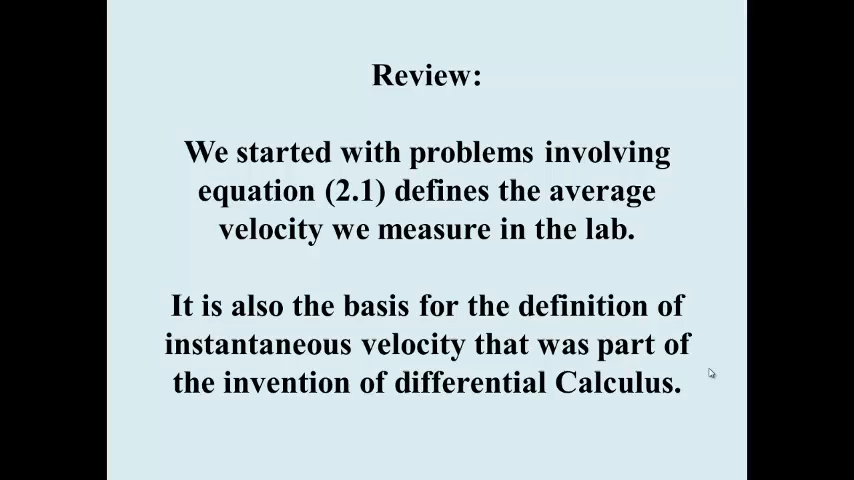 Review:
We started with problems involving
equation (2.1) defines the average
velocity we measure in the lab.
It is also the basis for the definition of
instantaneous velocity that was part of
the invention of differential Calculus.